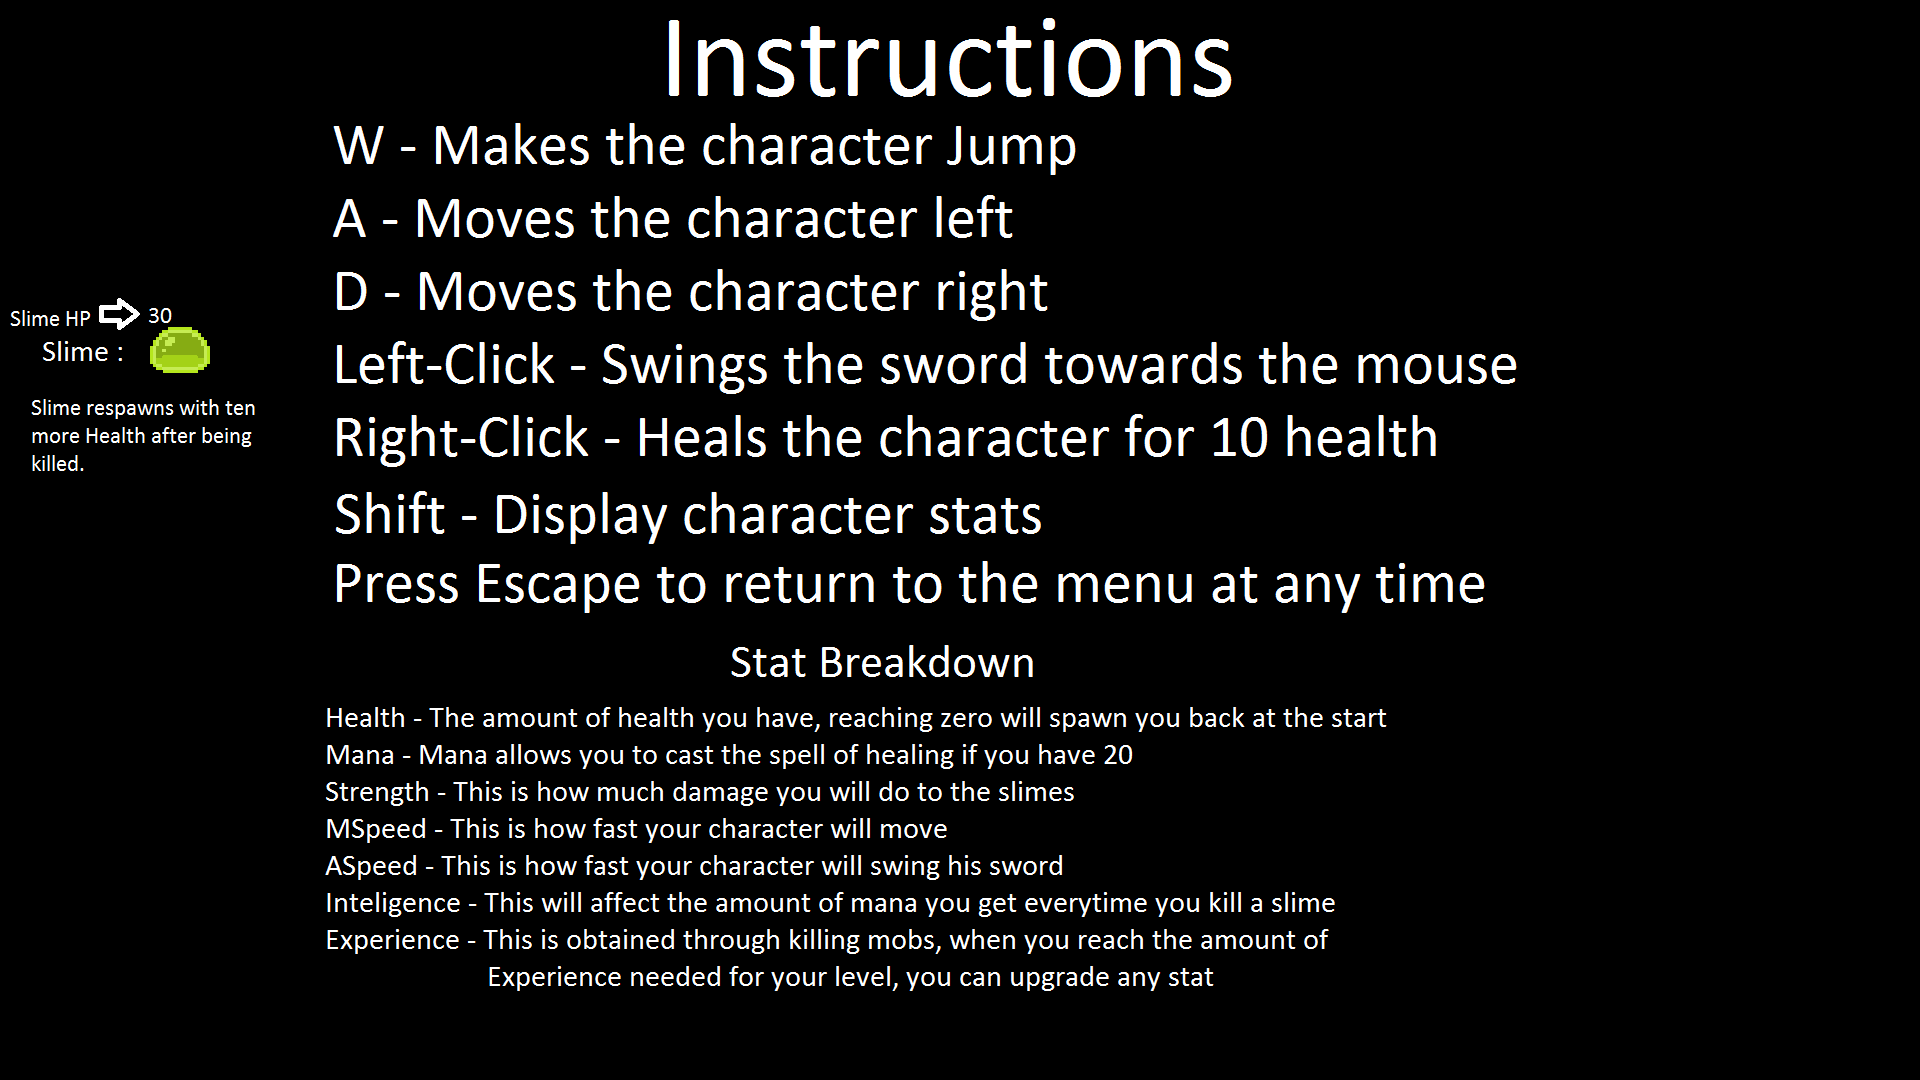 Instructions
W - Makes the character Jump
A - Moves the character left
D - Moves the character right
Left-Click - Swings the sword towards the mouse
Right-Click - Heals the character for 10 health
Shift - Display character stats
Press Escape to return to the menu at any time
Slime HP 30
Slime :
Slime respawns with ten
more Health after being
killed.
Stat Breakdown
Health - The amount of health you have, reaching zero will spawn you back at the start
Mana - Mana allows you to cast the spell of healing if you have 20
Strength - This is how much damage you will do to the slimes
MSpeed - This is how fast your character will move
ASpeed - This is how fast your character will swing his sword
Inteligence - This will affect the amount of mana you get everytime you kill a slime
Experience - This is obtained through killing mobs, when you reach the amount of
Experience needed for your level, you can upgrade any stat